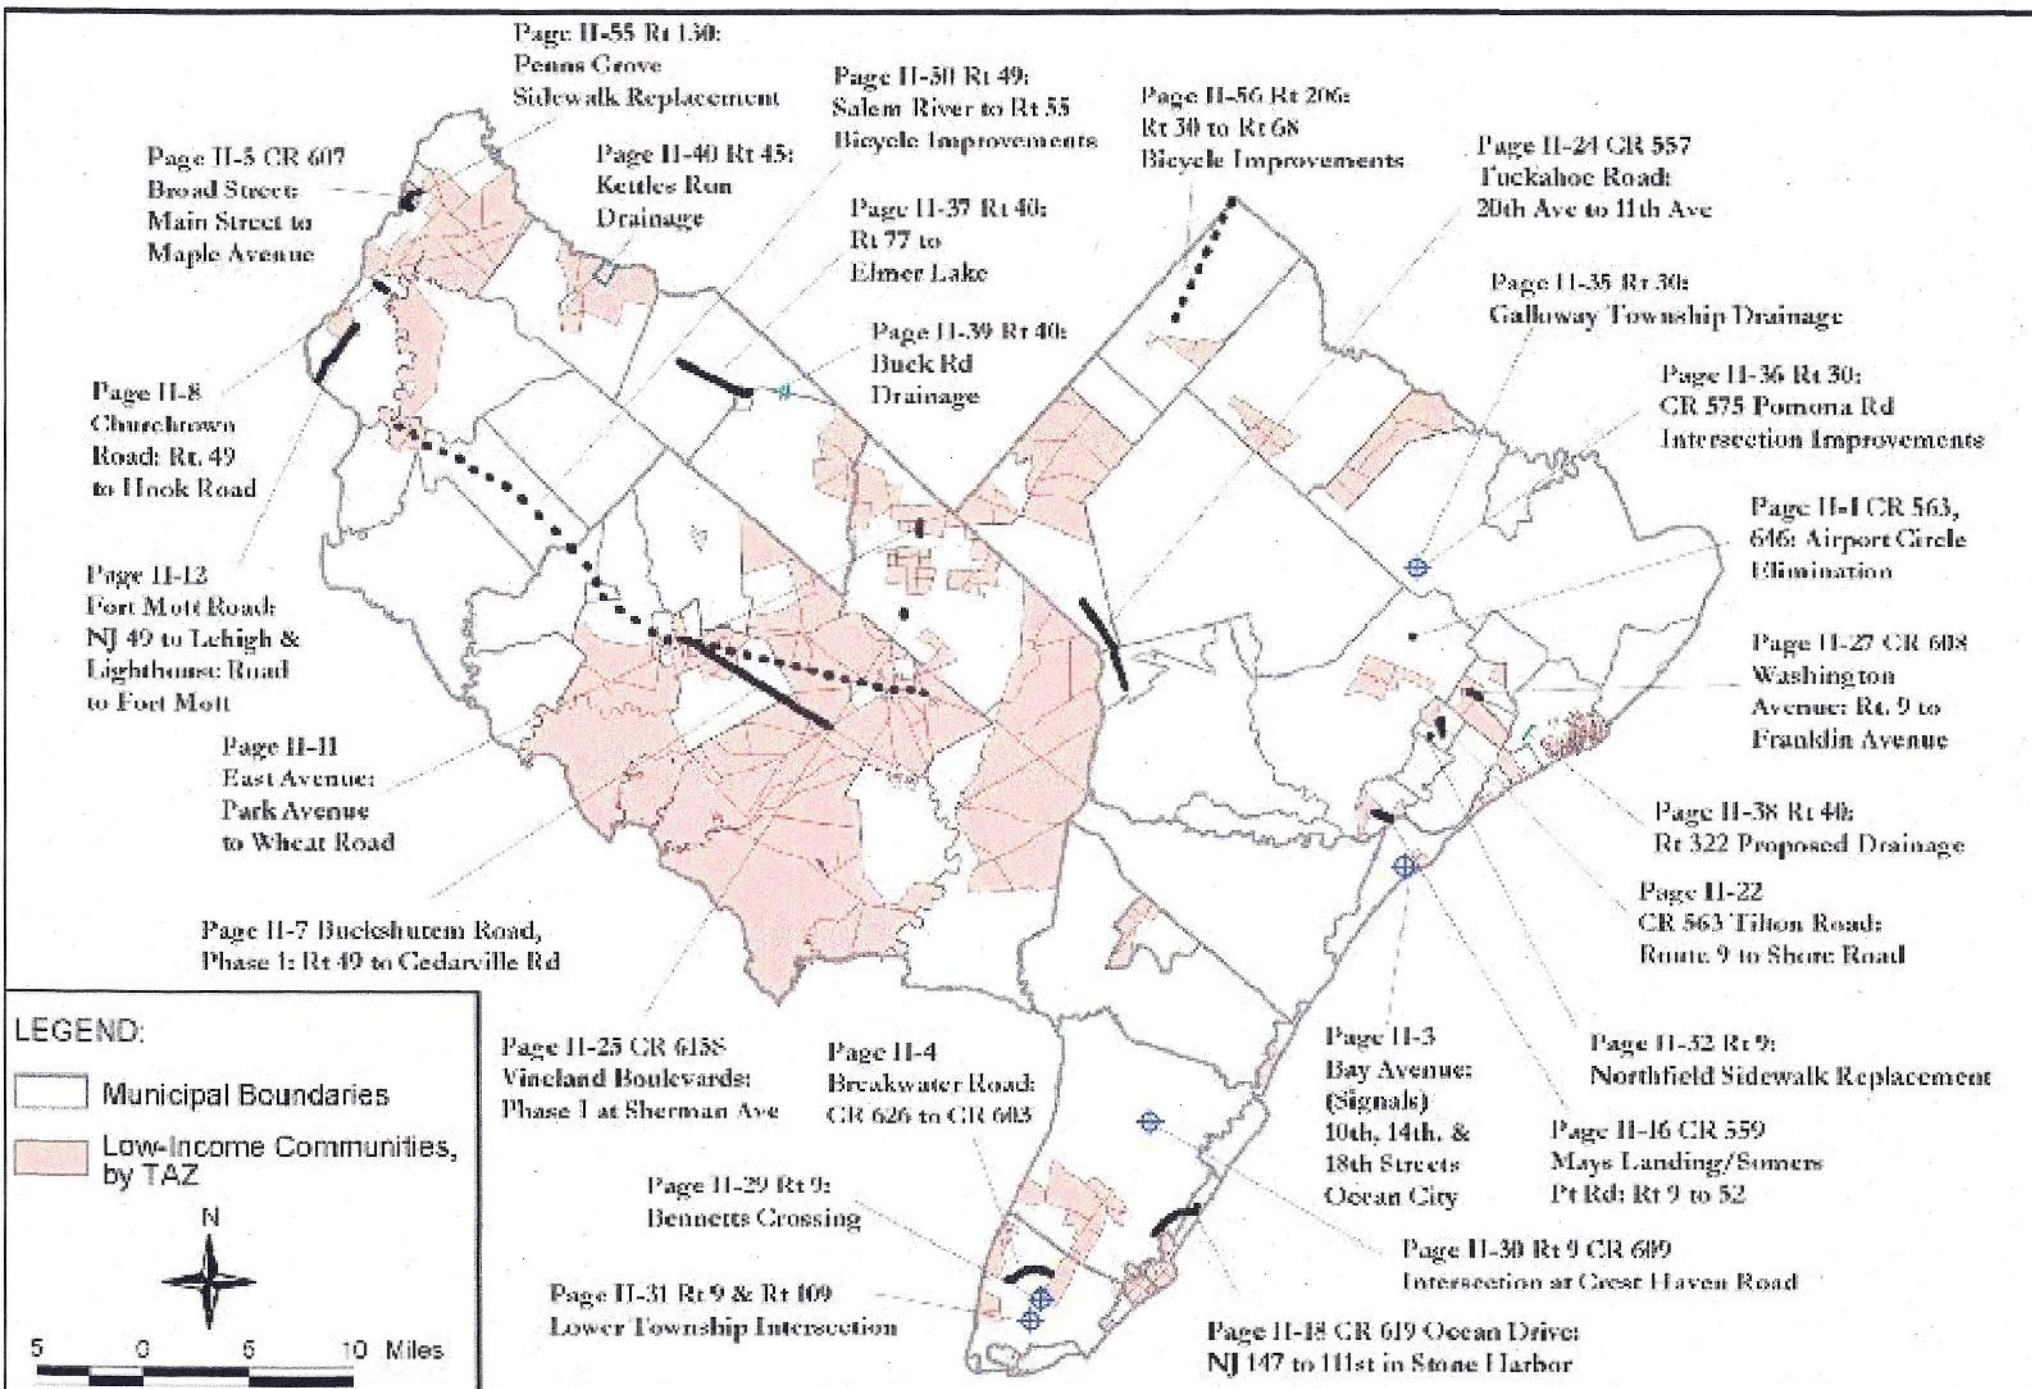 Page II-55 Rt 130:
Penns Grove
Sidewalk Replacement
Page II-50 Rt 49:
Salem River to Rt 55
Bicycle Improvements
Page II-56 Rt 206:
Rt 30 to Rt 68
Bicycle Improvements
Page II-5 CR 607
Broad Street:
Main Street to
Maple Avenue
Page II-40 Rt 45:
Kettles Run
Drainage
Page II-24 CR 557
Tuckahoe Road:
20th Ave to 11th Ave
Page II-37 Rt 40:
Rt 77 to
Elmer Lake
Page II-35 Rt 30:
Galloway Township Drainage
Page II-39 Rt 40:
Buck Rd
Drainage
Page II-36 Rt 30:
CR 575 Pomona Rd
Intersection Improvements
Page II-8
Churchtown
Road: Rt. 49
to Hook Road
Page II-1 CR 563,
646: Airport Circle
Elimination
Page II-12
Fort Mott Road:
NJ 49 to Lehigh &
Lighthouse Road
to Fort Mott
Page II-27 CR 608
Washington
Avenue: Rt. 9 to
Franklin Avenue
Page II-11
East Avenue:
Park Avenue
to Wheat Road
Page II-38 Rt 40:
Rt 322 Proposed Drainage
Page II-22
CR 563 Tilton Road:
Route 9 to Shore Road
Page II-7 Buckshutem Road,
Phase 1: Rt 49 to Cedarville Rd
Page II-25 CR 615S
Vineland Boulevards:
Phase I at Sherman Ave
Page II-4
Breakwater Road:
CR 626 to CR 603
Page II-3
Bay Avenue:
(Signals)
10th, 14th, &
18th Streets
Ocean City
Page II-32 Rt 9:
Northfield Sidewalk Replacement
Page II-16 CR 559
Mays Landing/Somers
Pt Rd: Rt 9 to 52
Page II-29 Rt 9:
Bennetts Crossing
Page II-30 Rt 9 CR 609
Intersection at Crest Haven Road
Page II-31 Rt 9 & Rt 109
Lower Township Intersection
Page II-18 CR 619 Ocean Drive:
NJ 147 to 111st in Stone Harbor
LEGEND:
Municipal Boundaries
Low-Income Communities,
by TAZ
N
5 0 5 10 Miles